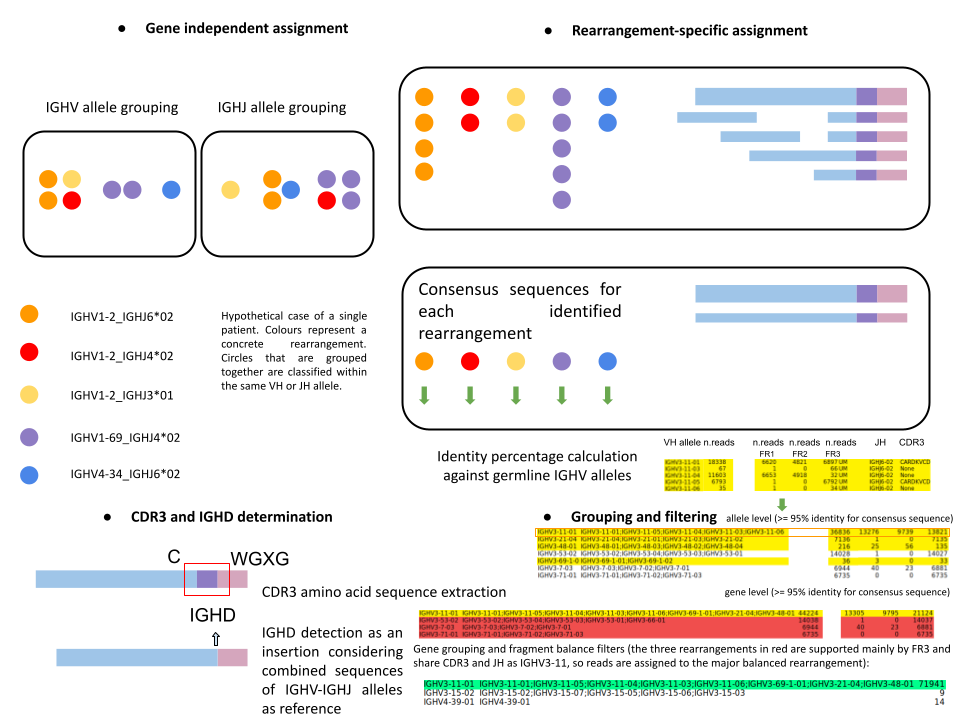 ● Gene independent assignment
IGHV allele grouping
IGHJ allele grouping
IGHV1-2_IGHJ6*02
IGHV1-2_IGHJ4*02
IGHV1-2_IGHJ3*01
IGHV1-69_IGHJ4*02
IGHV4-34_IGHJ6*02
Hypothetical case of a single
patient. Colours represent a
concrete rearrangement.
Circles that are grouped
together are classified within
the same VH or JH allele.
● Rearrangement-specific assignment
Consensus sequences for
each identified
rearrangement
Identity percentage calculation
against germline IGHV alleles
VH allele n.reads n.reads n.reads n.reads JH CDR3
FR1 FR2 FR3
IGHV3-11-01 18338 6620 4821 6897 UM IGHJ6-02 CARDKVCD
IGHV3-11-03 67 1 0 66 UM IGHJ6-02 None
IGHV3-11-04 11603 6653 4918 32 UM IGHJ6-02 None
IGHV3-11-05 6793 1 0 6792 UM IGHJ6-02 CARDKVCD
IGHV3-11-06 35 1 0 34 UM IGHJ6-02 None
● CDR3 and IGHD determination
C
WGXG
CDR3 amino acid sequence extraction
IGHD
IGHD detection as an
insertion considering
combined sequences
of IGHV-IGHJ alleles
as reference
● Grouping and filtering
allele level (>= 95% identity for consensus sequence)
IGHV3-11-01 IGHV3-11-01;IGHV3-11-05;IGHV3-11-04;IGHV3-11-03;IGHV3-11-06 36836 13276 9739 13821
IGHV3-21-04 IGHV3-21-04;IGHV3-21-01;IGHV3-21-03;IGHV3-21-02 7136 1 0 7135
IGHV3-48-01 IGHV3-48-01;IGHV3-48-03;IGHV3-48-02;IGHV3-48-04 216 25 56 135
IGHV3-53-02 IGHV3-53-02;IGHV3-53-04;IGHV3-53-03;IGHV3-53-01 14028 1 0 14027
IGHV3-69-1-01 IGHV3-69-1-01;IGHV3-69-1-02 36 3 0 33
IGHV3-7-03 IGHV3-7-03;IGHV3-7-02;IGHV3-7-01 6944 40 23 6881
IGHV3-71-01 IGHV3-71-01;IGHV3-71-02;IGHV3-71-03 6735 0 0 6735
gene level (>= 95% identity for consensus sequence)
IGHV3-11-01 IGHV3-11-01;IGHV3-11-05;IGHV3-11-04;IGHV3-11-03;IGHV3-11-06;IGHV3-69-1-01;IGHV3-21-04;IGHV3-48-01 44224 13305 9795 21124
IGHV3-53-02 IGHV3-53-02;IGHV3-53-04;IGHV3-53-03;IGHV3-53-01;IGHV3-66-01 14038 1 0 14037
IGHV3-7-03 IGHV3-7-03;IGHV3-7-02;IGHV3-7-01 6944 40 23 6881
IGHV3-71-01 IGHV3-71-01;IGHV3-71-02;IGHV3-71-03 6735 0 0 6735
Gene grouping and fragment balance filters (the three rearrangements in red are supported mainly by FR3 and
share CDR3 and JH as IGHV3-11, so reads are assigned to the major balanced rearrangement):
IGHV3-11-01 IGHV3-11-01;IGHV3-11-05;IGHV3-11-04;IGHV3-11-03;IGHV3-11-06;IGHV3-69-1-01;IGHV3-21-04;IGHV3-48-01 71941
IGHV3-15-02 IGHV3-15-02;IGHV3-15-07;IGHV3-15-05;IGHV3-15-06;IGHV3-15-03 9
IGHV4-39-01 IGHV4-39-01 14